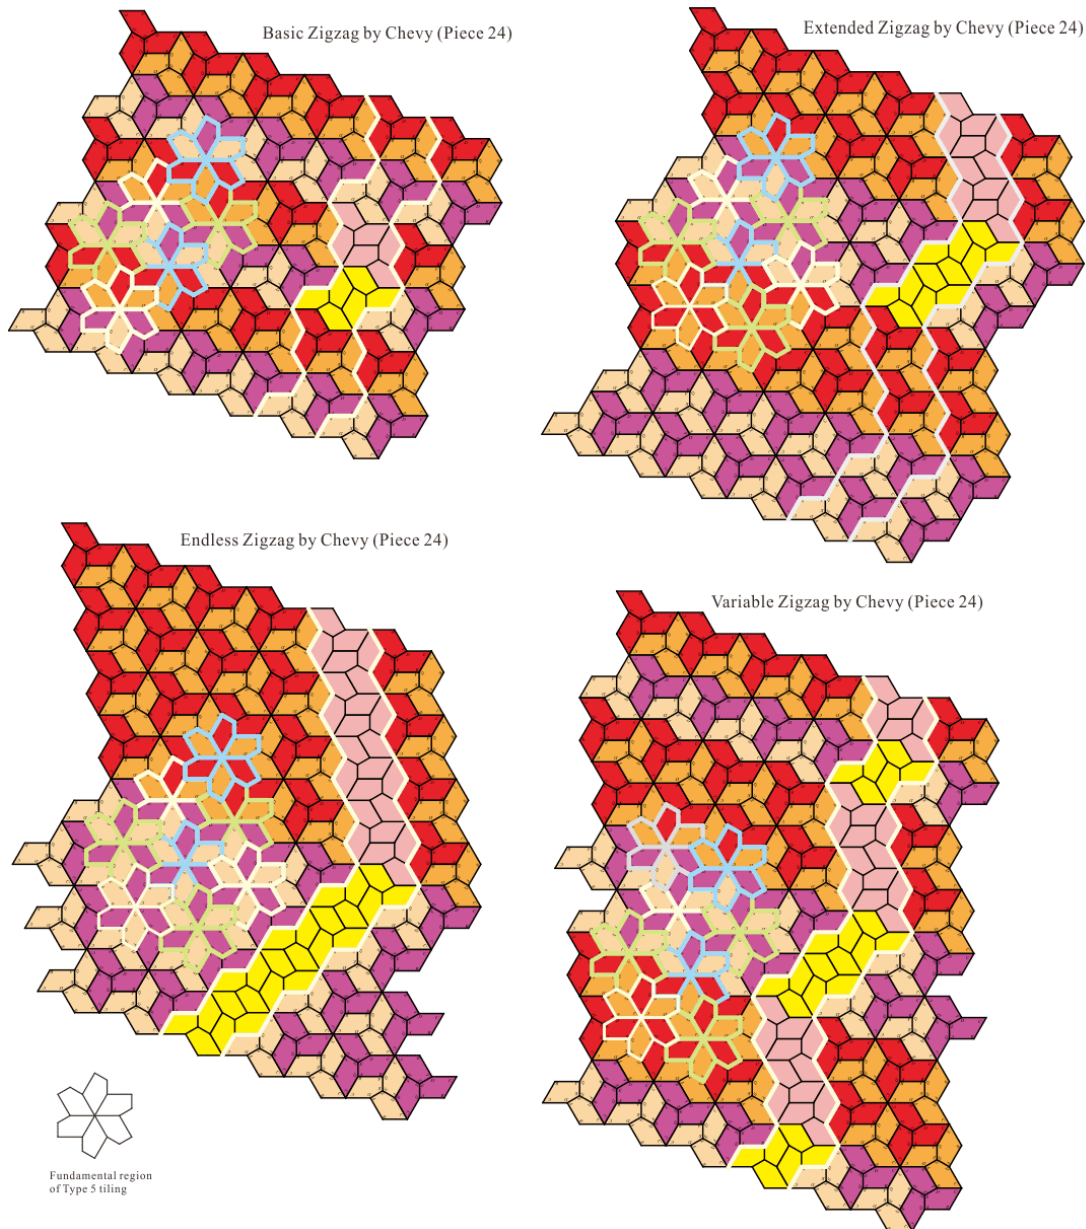 Basic Zigzag by Chevy (Piece 24)
Extended Zigzag by Chevy (Piece 24)
Endless Zigzag by Chevy (Piece 24)
Variable Zigzag by Chevy (Piece 24)
Fundamental region
of Type 5 tiling